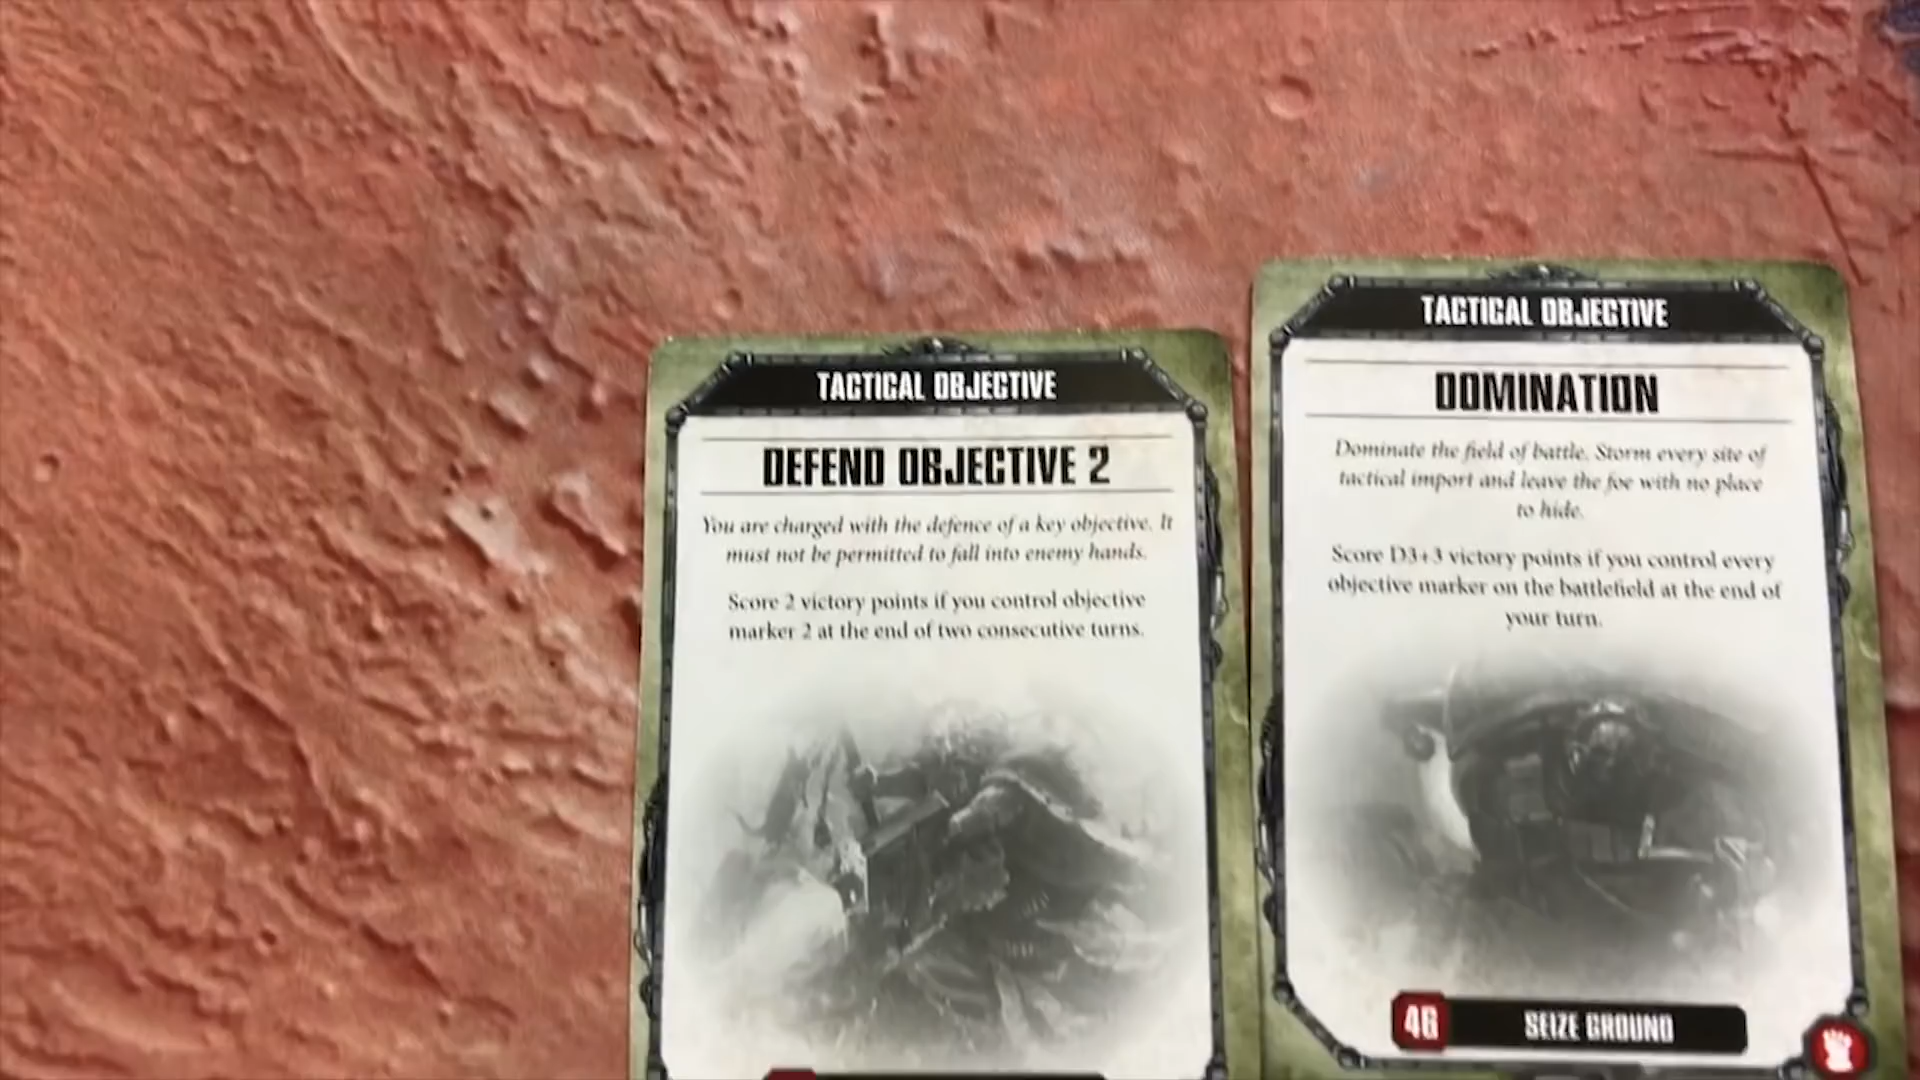 TACTICAL OBJECTIVE
DEFEND OBJECTIVE 2
You are charged with the defence of a key objective. It
must not be permitted to fall into enemy hands.
Score 2 victory points if you control objective
marker 2 at the end of two consecutive turns.
TACTICAL OBJECTIVE
DOMINATION
Dominate the field of battle. Storm every site of
tactical import and leave the foe with no place
to hide.
Score D3+3 victory points if you control every
objective marker on the battlefield at the end of
your turn.
46 SEIZE GROUND